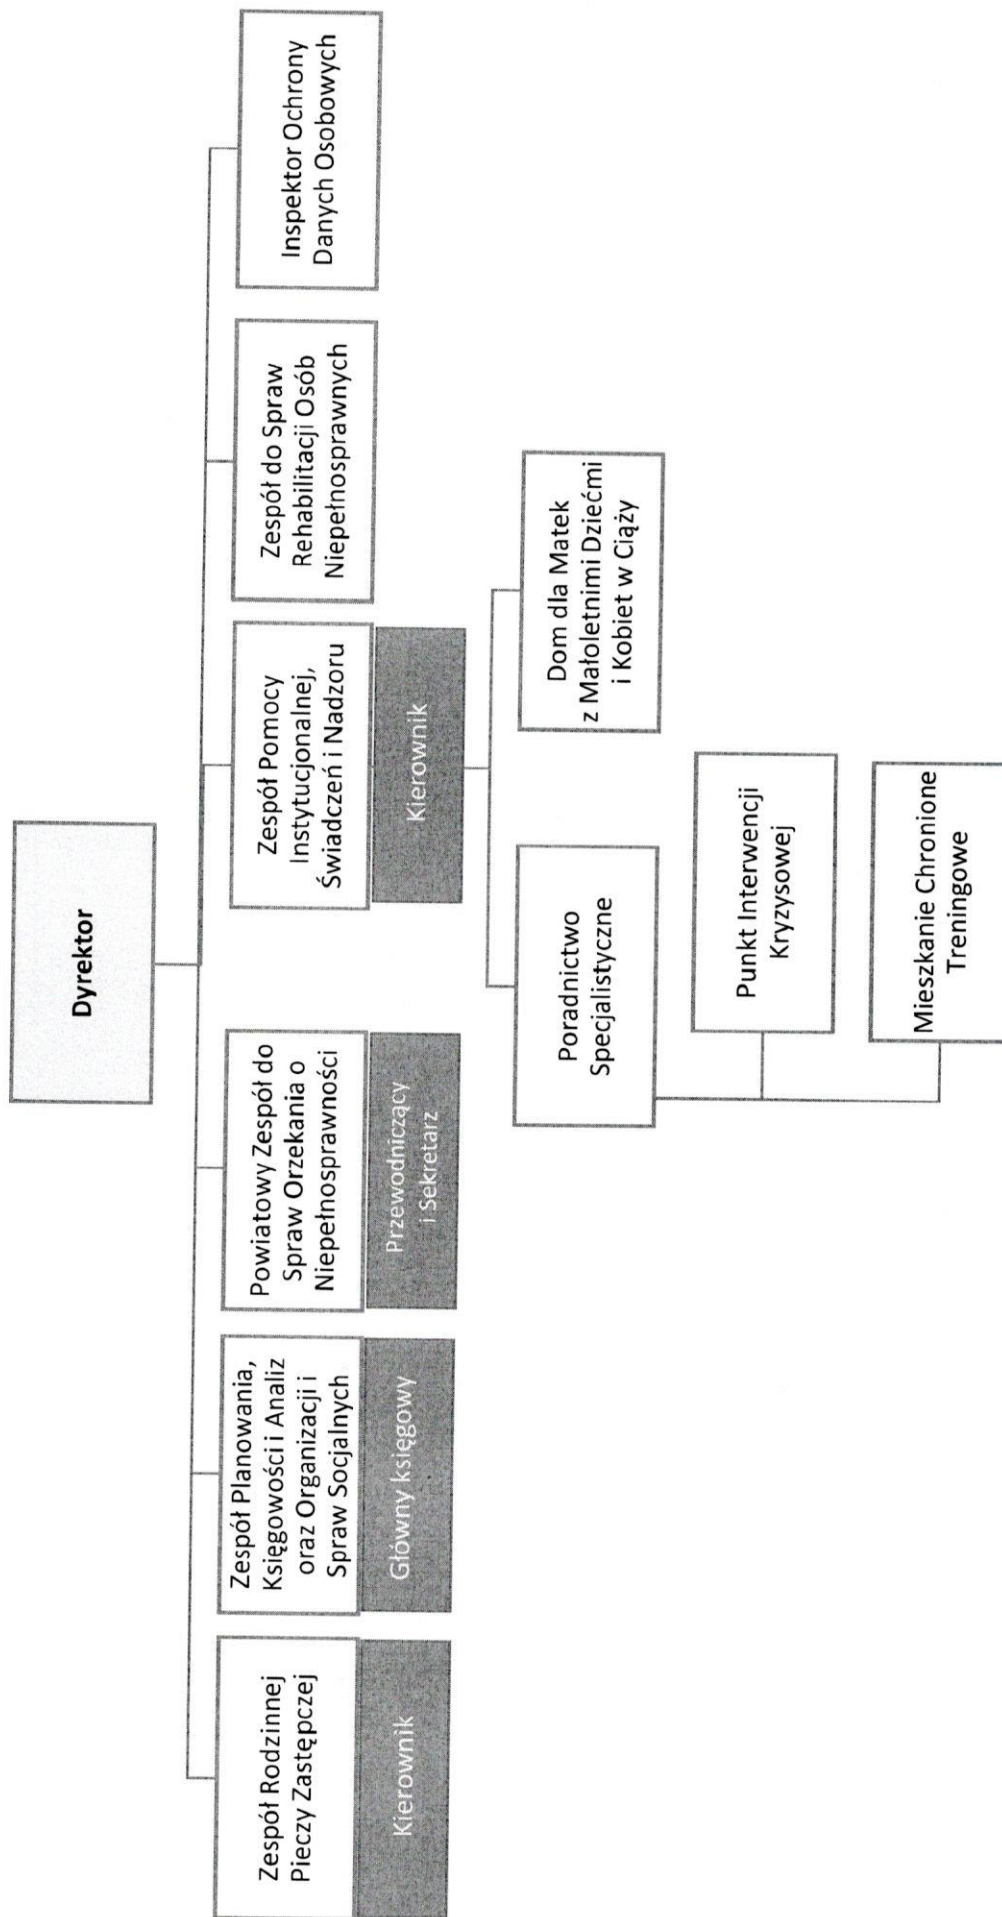 Dyrektor
Zespół Rodzinnej
Pieczy Zastępczej
Kierownik
Zespół Planowania,
Księgowości i Analiz
oraz Organizacji i
Spraw Socjalnych
Główny księgowy
Powiatowy Zespół do
Spraw Orzekania o
Niepełnosprawności
Przewodniczący
i Sekretarz
Zespół Pomocy
Instytucjonalnej,
Świadczeń i Nadzoru
Kierownik
Zespół do Spraw
Rehabilitacji Osób
Niepełnosprawnych
Inspektor Ochrony
Danych Osobowych
Poradnictwo
Specjalistyczne
Dom dla Matek
z Małoletnimi Dziećmi
i Kobiet w Ciąży
Punkt Interwencji
Kryzysowej
Mieszkanie Chronione
Treningowe